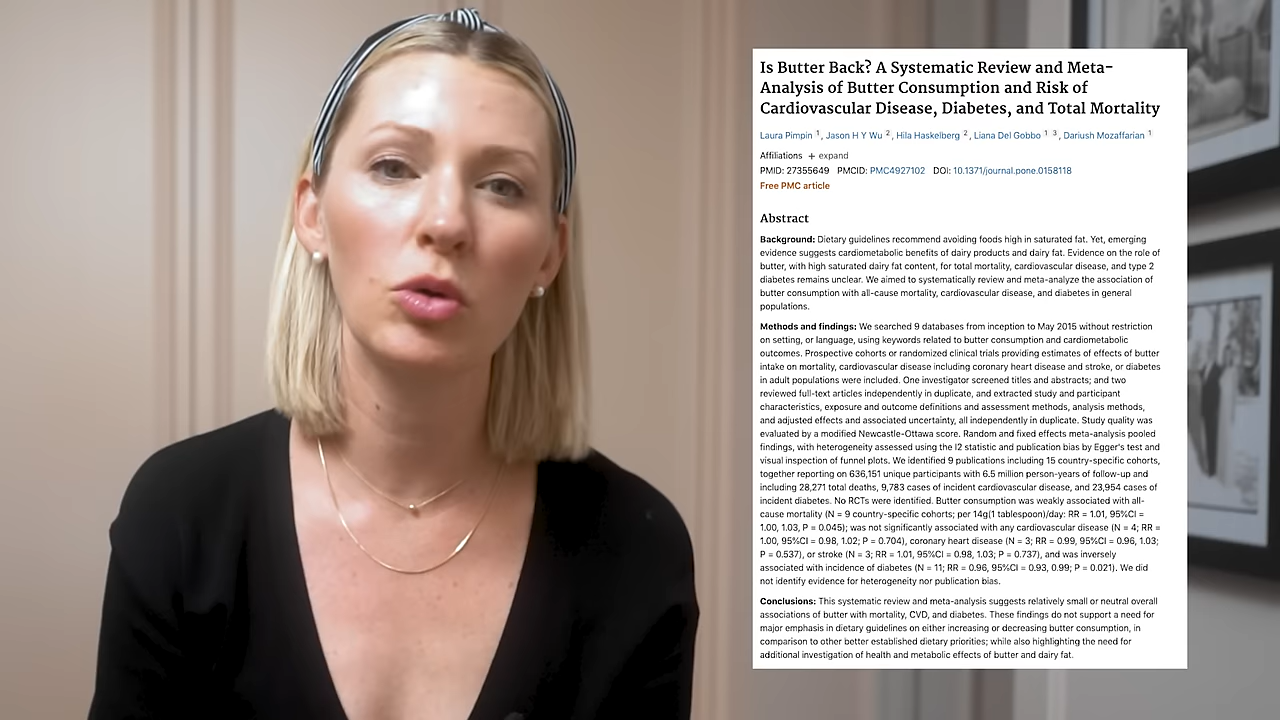 Is Butter Back? A Systematic Review and Meta-
Analysis of Butter Consumption and Risk of
Cardiovascular Disease, Diabetes, and Total Mortality
Laura Pimpin 1, Jason H Y Wu 2, Hila Haskelberg 2, Liana Del Gobbo 1 3, Dariush Mozaffarian 1
Affiliations + expand
PMID: 27355649 PMCID: PMC4927102 DOI: 10.1371/journal.pone.0158118
Free PMC article
Abstract
Background: Dietary guidelines recommend avoiding foods high in saturated fat. Yet, emerging
evidence suggests cardiometabolic benefits of dairy products and dairy fat. Evidence on the role of
butter, with high saturated dairy fat content, for total mortality, cardiovascular disease, and type 2
diabetes remains unclear. We aimed to systematically review and meta-analyze the association of
butter consumption with all-cause mortality, cardiovascular disease, and diabetes in general
populations.
Methods and findings: We searched 9 databases from inception to May 2015 without restriction
on setting, or language, using keywords related to butter consumption and cardiometabolic
outcomes. Prospective cohorts or randomized clinical trials providing estimates of effects of butter
intake on mortality, cardiovascular disease including coronary heart disease and stroke, or diabetes
in adult populations were included. One investigator screened titles and abstracts; and two
reviewed full-text articles independently in duplicate, and extracted study and participant
characteristics, exposure and outcome definitions and assessment methods, analysis methods,
and adjusted effects and associated uncertainty, all independently in duplicate. Study quality was
evaluated by a modified Newcastle-Ottawa score. Random and fixed effects meta-analysis pooled
findings, with heterogeneity assessed using the I2 statistic and publication bias by Egger's test and
visual inspection of funnel plots. We identified 9 publications including 15 country-specific cohorts,
together reporting on 636,151 unique participants with 6.5 million person-years of follow-up and
including 28,271 total deaths, 9,783 cases of incident cardiovascular disease, and 23,954 cases of
incident diabetes. No RCTs were identified. Butter consumption was weakly associated with all-
cause mortality (N = 9 country-specific cohorts; per 14g(1 tablespoon)/day: RR = 1.01, 95%CI =
1.00, 1.03, P = 0.045); was not significantly associated with any cardiovascular disease (N = 4; RR =
1.00, 95%CI = 0.98, 1.02; P = 0.704), coronary heart disease (N = 3; RR = 0.99, 95%CI = 0.96, 1.03;
P = 0.537), or stroke (N = 3; RR = 1.01, 95%CI = 0.98, 1.03; P = 0.737), and was inversely
associated with incidence of diabetes (N = 11; RR = 0.96, 95%CI = 0.93, 0.99; P = 0.021). We did
not identify evidence for heterogeneity nor publication bias.
Conclusions: This systematic review and meta-analysis suggests relatively small or neutral overall
associations of butter with mortality, CVD, and diabetes. These findings do not support a need for
major emphasis in dietary guidelines on either increasing or decreasing butter consumption, in
comparison to other better established dietary priorities; while also highlighting the need for
additional investigation of health and metabolic effects of butter and dairy fat.